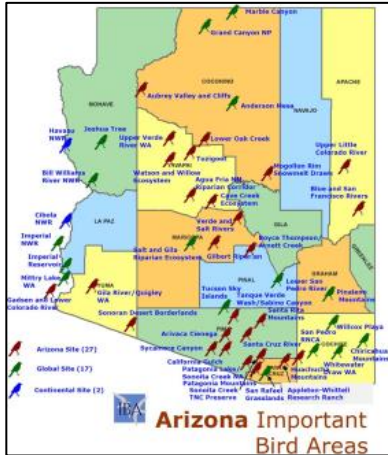 Marble Canyon
Grand Canyon NP
COCONINO
APACHO
MOHAVE
NAVAJO
Aubrey Valley and Cliffs
Anderson Mesa
Havasu
NWR
Joshua Tree
Upper Verde
River WA
Lower Oak Creek
Tuzigoot
YAVAPAI
Watson and Willow
Ecosystem
Agua Fria NM
Riparian Corridor
Cave Creek
Ecosystem
Mogollon Rim
Snowmelt Draws
Upper Little
Colorado River
Blue and San
Francisco Rivers
Bill Williams
River NWR
Cibola
NWR
LA PAZ
Verde and
Salt Rivers
GILA
Imperial
NWR
MARICOPA
Salt and Gila
Riparian Ecosystem
Gilbert Riparian
Boyce Thompson/
Arnett Creek
GREENLEE
GRAHAM
Imperial
Reservoir
Mittry Lake
WA
PINAL
Lower San
Pedro River
Pinaleno
Mountains
YUMA
Gila River/Quigley
WA
Tucson Sky
Islands
Tanque Verde
Wash/Sabino Canyon
Gadsen and Lower
Colorado River
Sonoran Desert Borderlands
Santa Rita
Mountains
Arivaca Cienega
San Pedro
RNCA
Willcox Playa
Sycamore Canyon
Santa Cruz River
COCHISE
Chiricahua
Mountains
California Gulch
Patagonia Lake/
Sonoita Creek NA
Patagonia Mountains
Sonoita Creek
TNC Preserve
Huachuca
Mountains
Whitewater
Draw WA
San Rafael
Grasslands
Appleton-Whittell
Research Ranch
Arizona Site (27)
Global Site (17)
Continental Site (2)
IBA
Arizona Important
Bird Areas